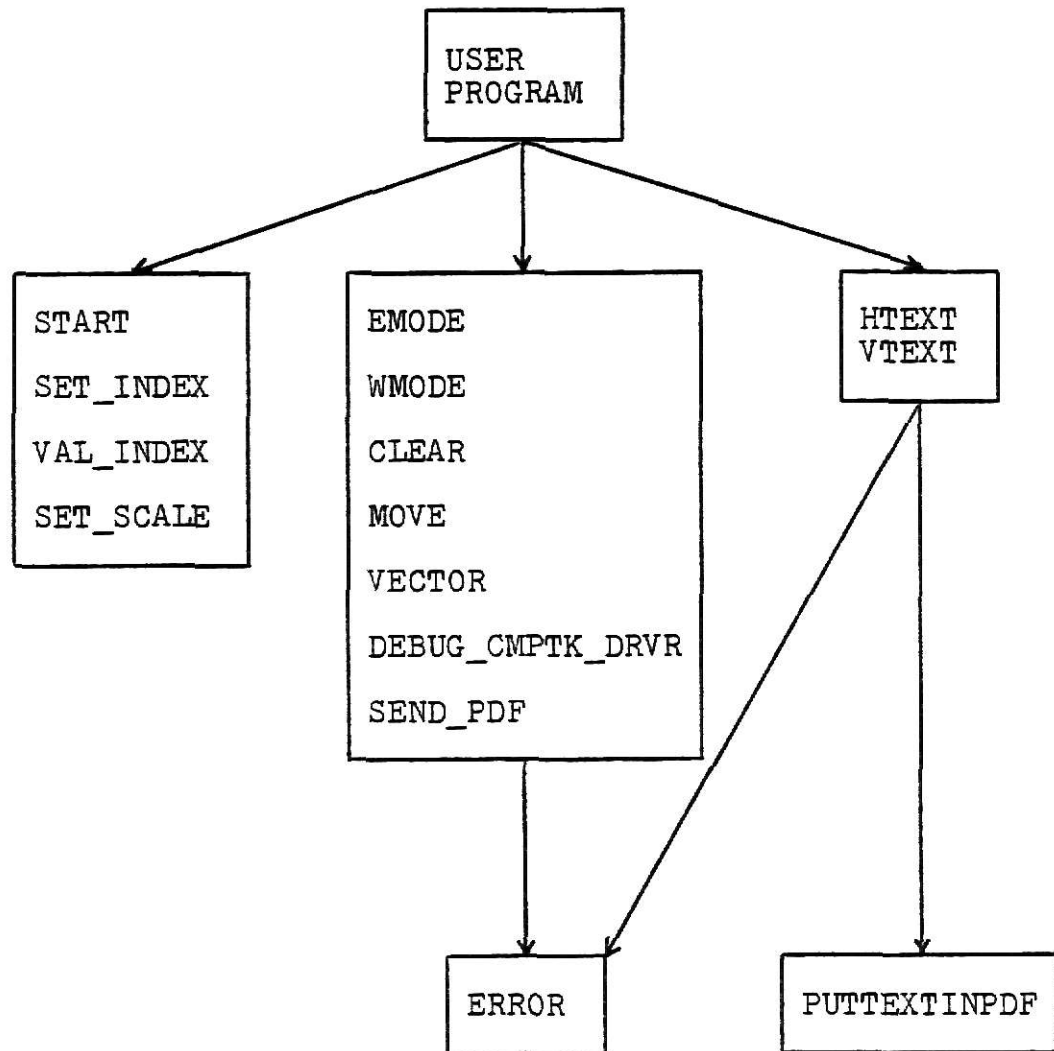 USER
PROGRAM
START
SET_INDEX
VAL_INDEX
SET_SCALE
EMODE
WMODE
CLEAR
MOVE
VECTOR
DEBUG_CMPTK_DRVR
SEND_PDF
HTEXT
VTEXT
ERROR
PUTTEXTINPDF